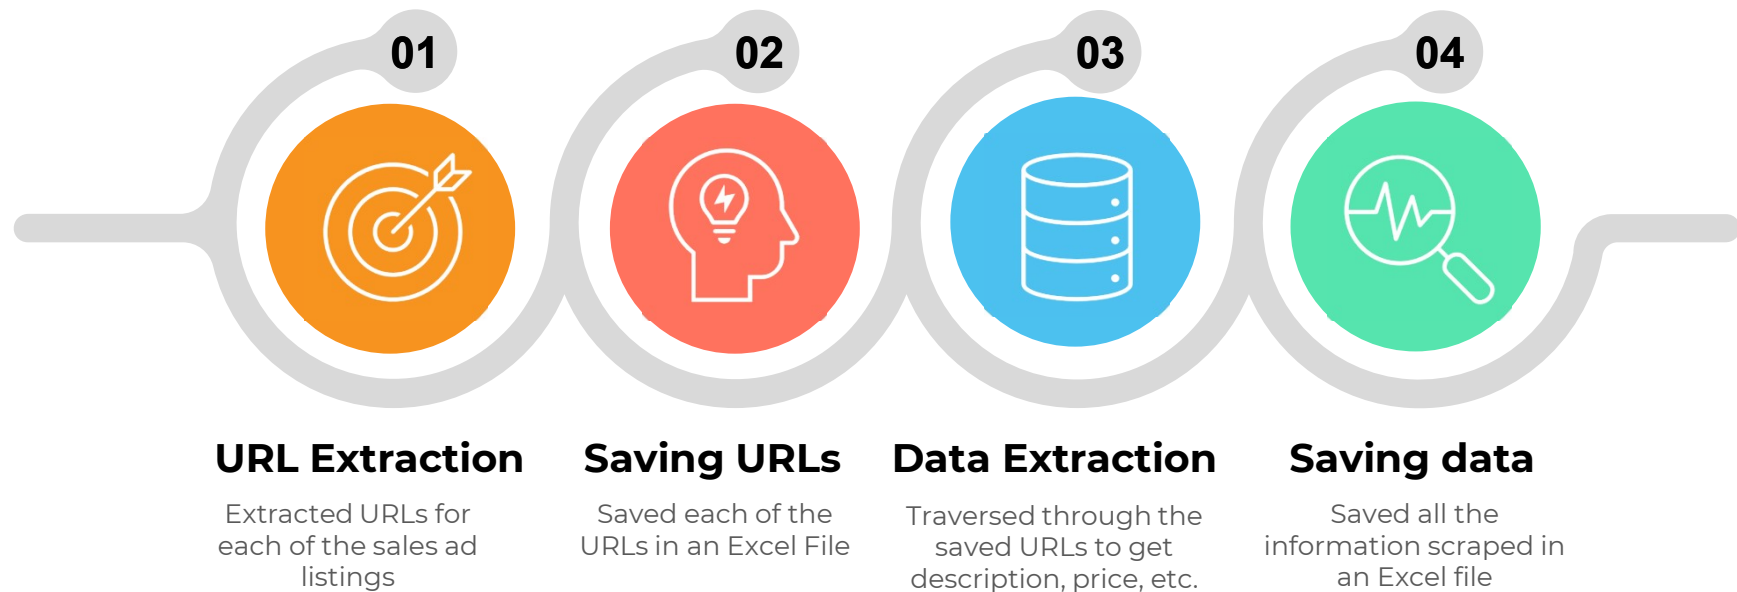 01
02
03
04
URL Extraction
Extracted URLs for
each of the sales ad
listings
Saving URLs
Saved each of the
URLs in an Excel File
Data Extraction
Traversed through the
saved URLs to get
description, price, etc.
Saving data
Saved all the
information scraped in
an Excel file